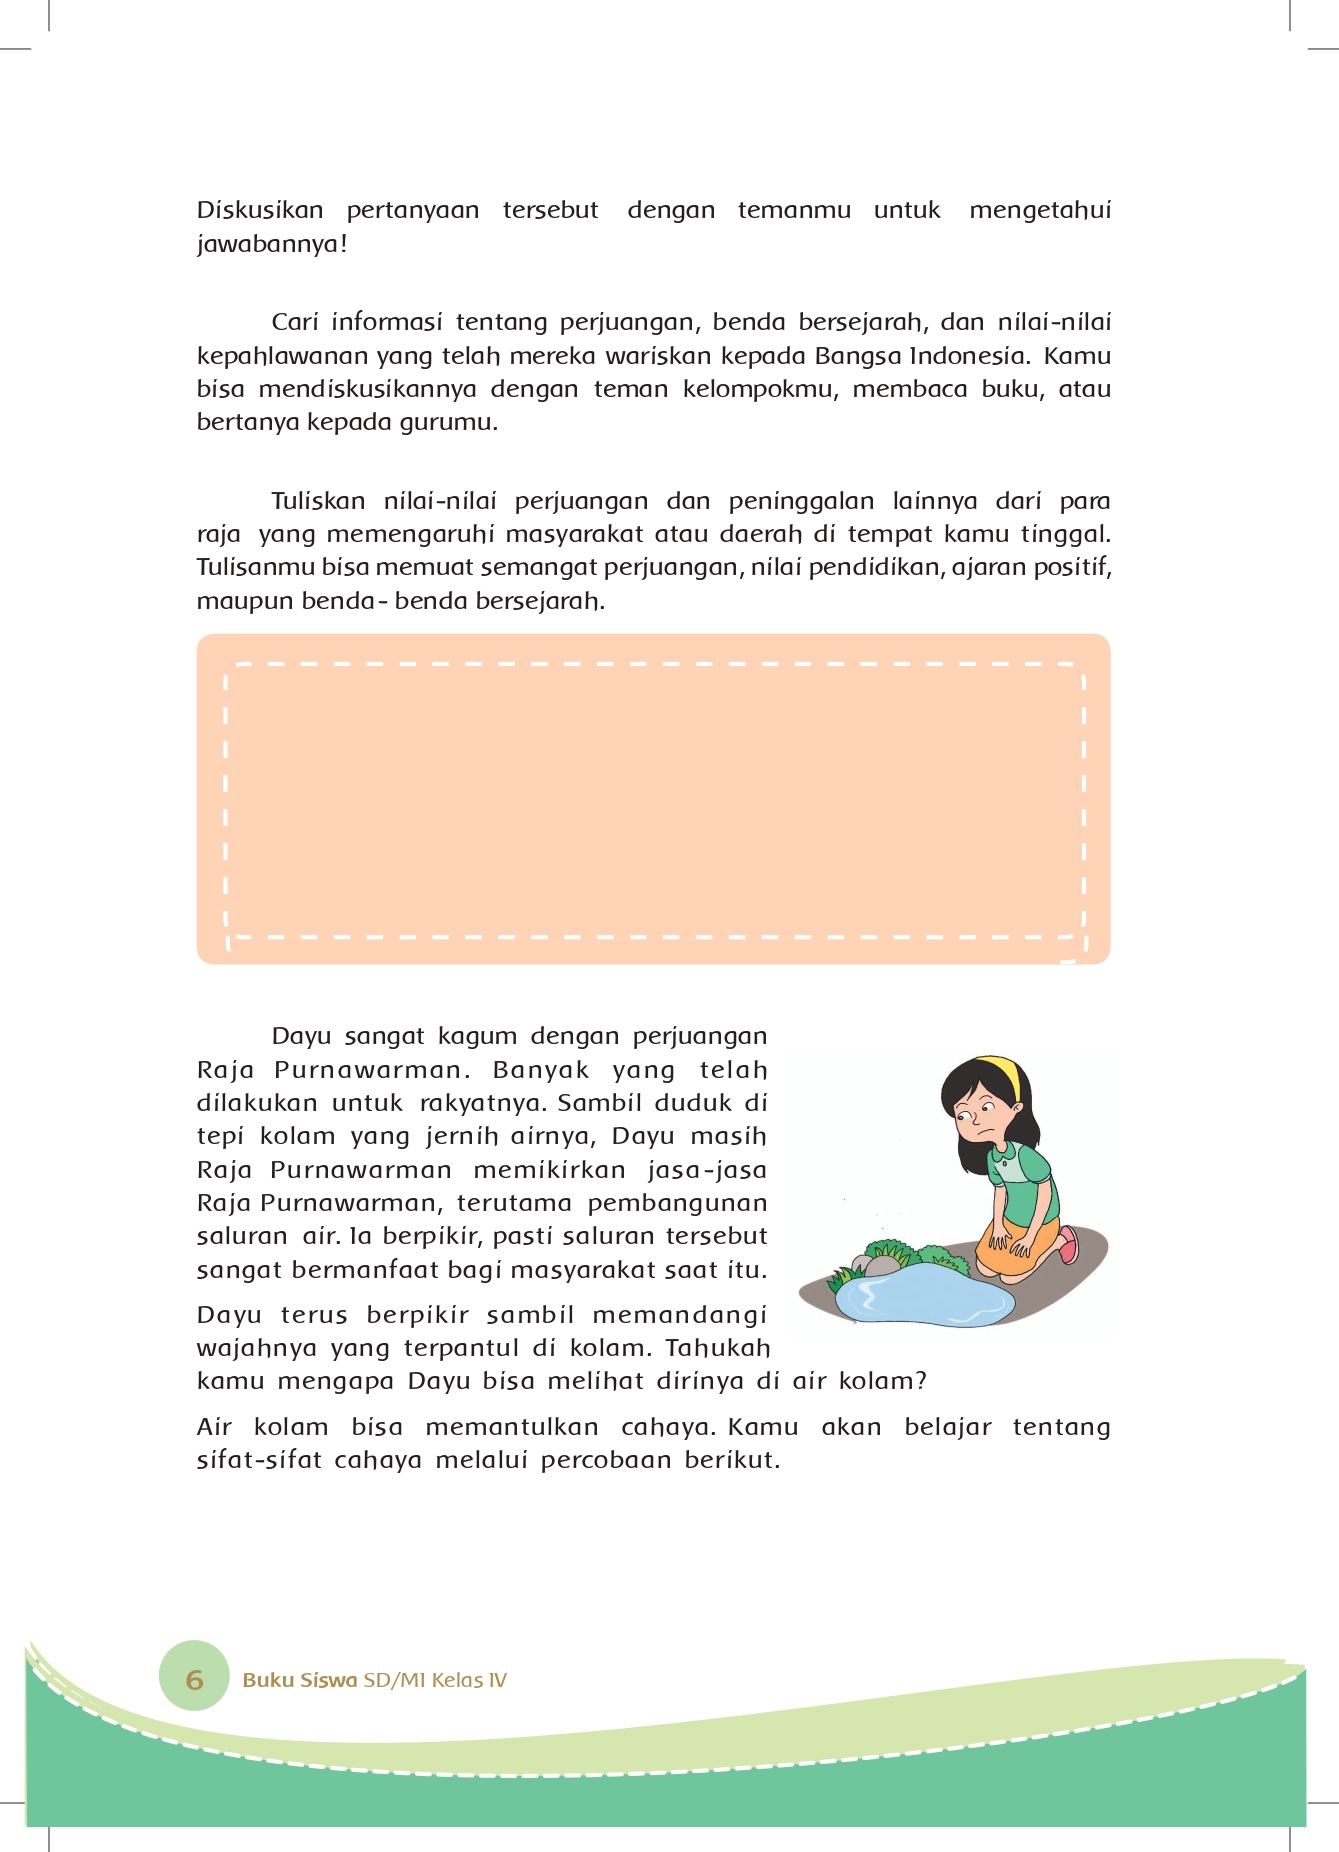 Diskusikan pertanyaan tersebut dengan temanmu untuk mengetahui
jawabannya!
Cari informasi tentang perjuangan, benda bersejarah, dan nilai-nilai
kepahlawanan yang telah mereka wariskan kepada Bangsa Indonesia. Kamu
bisa mendiskusikannya dengan teman kelompokmu, membaca buku, atau
bertanya kepada gurumu.
Tuliskan nilai-nilai perjuangan dan peninggalan lainnya dari para
raja yang memengaruhi masyarakat atau daerah di tempat kamu tinggal.
Tulisanmu bisa memuat semangat perjuangan, nilai pendidikan, ajaran positif,
maupun benda- benda bersejarah.
Dayu sangat kagum dengan perjuangan
Raja Purnawarman. Banyak yang telah
dilakukan untuk rakyatnya. Sambil duduk di
tepi kolam yang jernih airnya, Dayu masih
Raja Purnawarman memikirkan jasa-jasa
Raja Purnawarman, terutama pembangunan
saluran air. Ia berpikir, pasti saluran tersebut
sangat bermanfaat bagi masyarakat saat itu.
Dayu terus berpikir sambil memandangi
wajahnya yang terpantul di kolam. Tahukah
kamu mengapa Dayu bisa melihat dirinya di air kolam?
Air kolam bisa memantulkan cahaya. Kamu akan belajar tentang
sifat-sifat cahaya melalui percobaan berikut.
6 Buku Siswa SD/MI Kelas IV